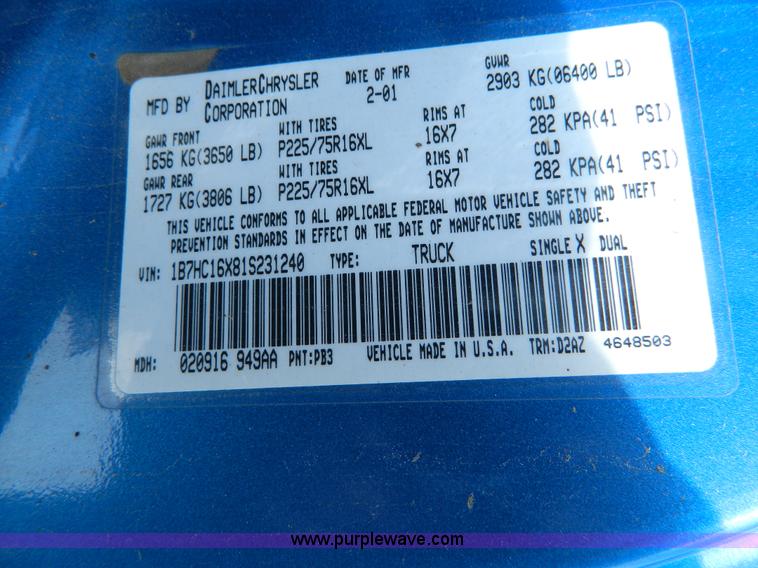 MFD BY DAIMLERCHRYSLER CORPORATION DATE OF MFR 2-01 GVWR 2903 KG(06400 LB)
GAWR FRONT WITH TIRES RIMS AT COLD
1656 KG(3650 LB) P225/75R16XL 16X7 282 KPA(41 PSI)
GAWR REAR WITH TIRES RIMS AT COLD
1727 KG(3806 LB) P225/75R16XL 16X7 282 KPA(41 PSI)
THIS VEHICLE CONFORMS TO ALL APPLICABLE FEDERAL MOTOR VEHICLE SAFETY AND THEFT
PREVENTION STANDARDS IN EFFECT ON THE DATE OF MANUFACTURE SHOWN ABOVE.
VIN: 1B7HC16X81S231240 TYPE: TRUCK SINGLE X DUAL
MDH: 020916 949AA PNT:PB3 VEHICLE MADE IN U.S.A. TRM:D2AZ 4648503
www.purplewave.com